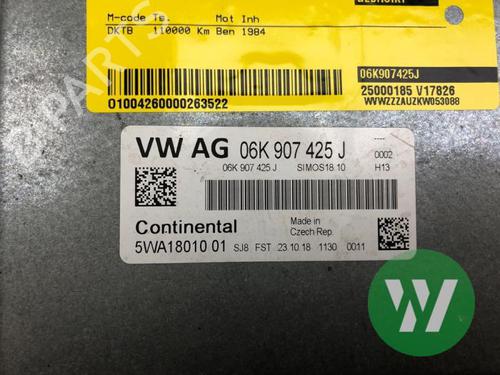 M-code Te. Mot Inh
DKTB 110000 Km Ben 1984
O1004260000263522
06K907425J
25000185 V17826
WVWZZZAUZKW053088
VW AG 06K 907 425 J 0002
06K 907 425 J SIMOS18.10 H13
Continental Made in
Czech Rep.
5WA18010 01 SJ8 FST 23.10.18 1130 0011